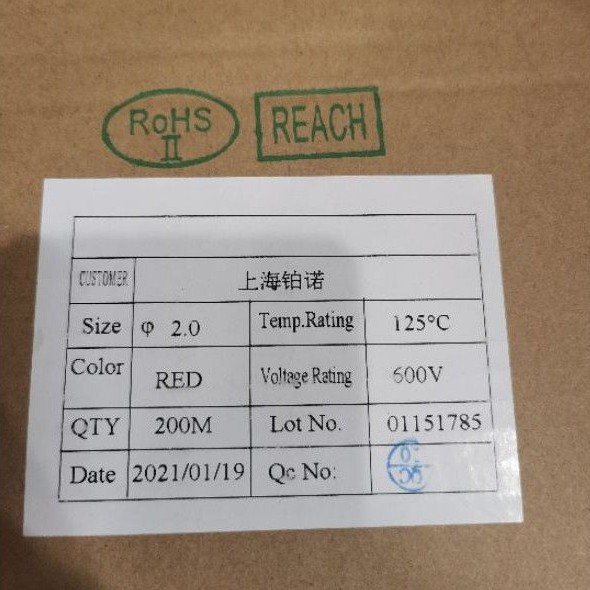 RoHS
II
REACH
CUSTOMER 上海铂诺
Size φ 2.0 Temp.Rating 125°C
Color RED Voltage Rating 600V
QTY 200M Lot No. 01151785
Date 2021/01/19 Qc No:
QC